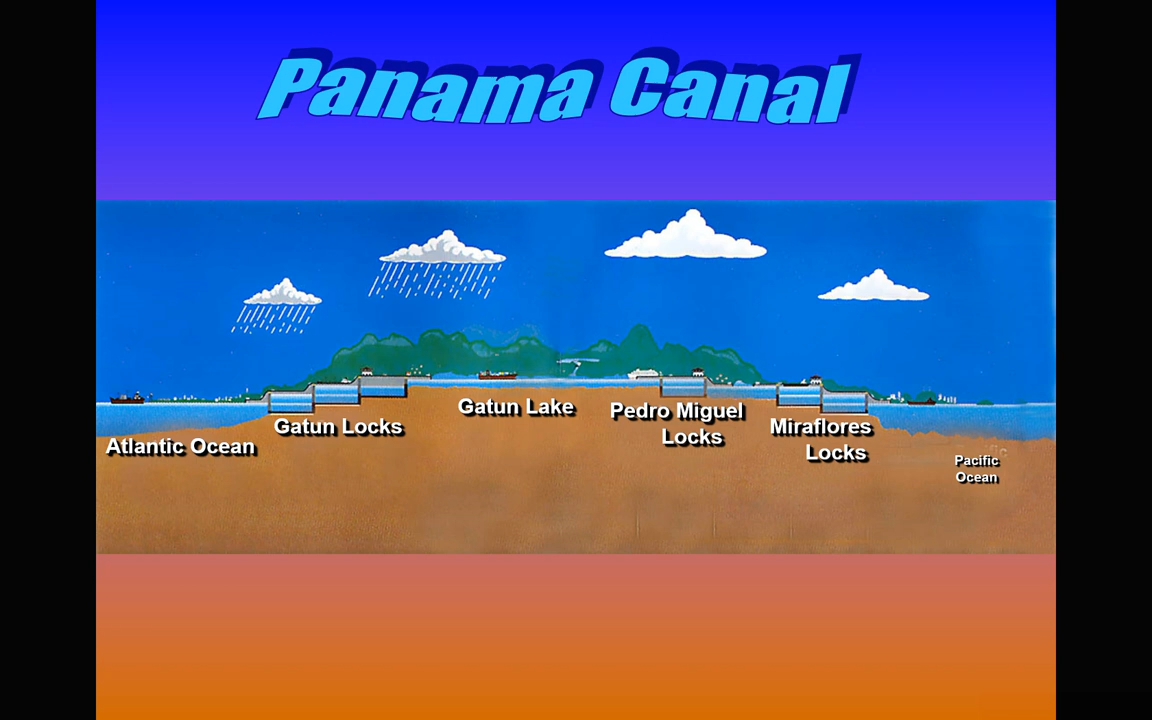 Panama Canal
Atlantic Ocean
Gatun Locks
Gatun Lake
Pedro Miguel
Locks
Miraflores
Locks
Pacific
Ocean